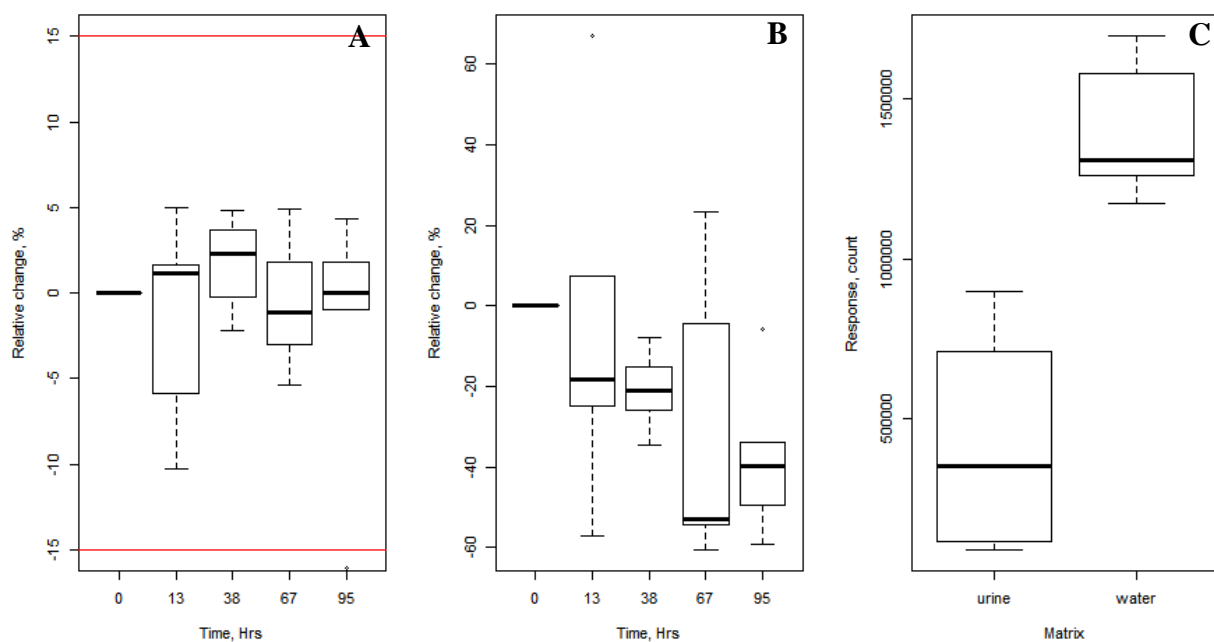 A
15
10
5
0
-5
-10
-15
Relative change, %
0 13 38 67 95
Time, Hrs
B
60
40
20
0
-20
-40
-60
Relative change, %
0 13 38 67 95
Time, Hrs
C
1500000
1000000
500000
Response, count
urine water
Matrix